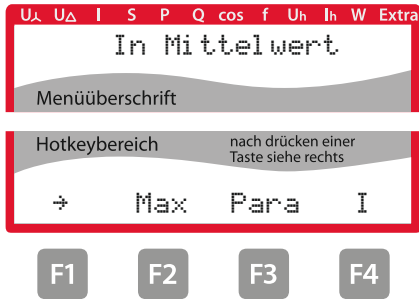 U⅄ U∆ I S P Q cos f Uh Ih W Extra
In Mittelwert
Menüüberschrift
Hotkeybereich
nach drücken einer
Taste siehe rechts
→ Max Para I
F1 F2 F3 F4